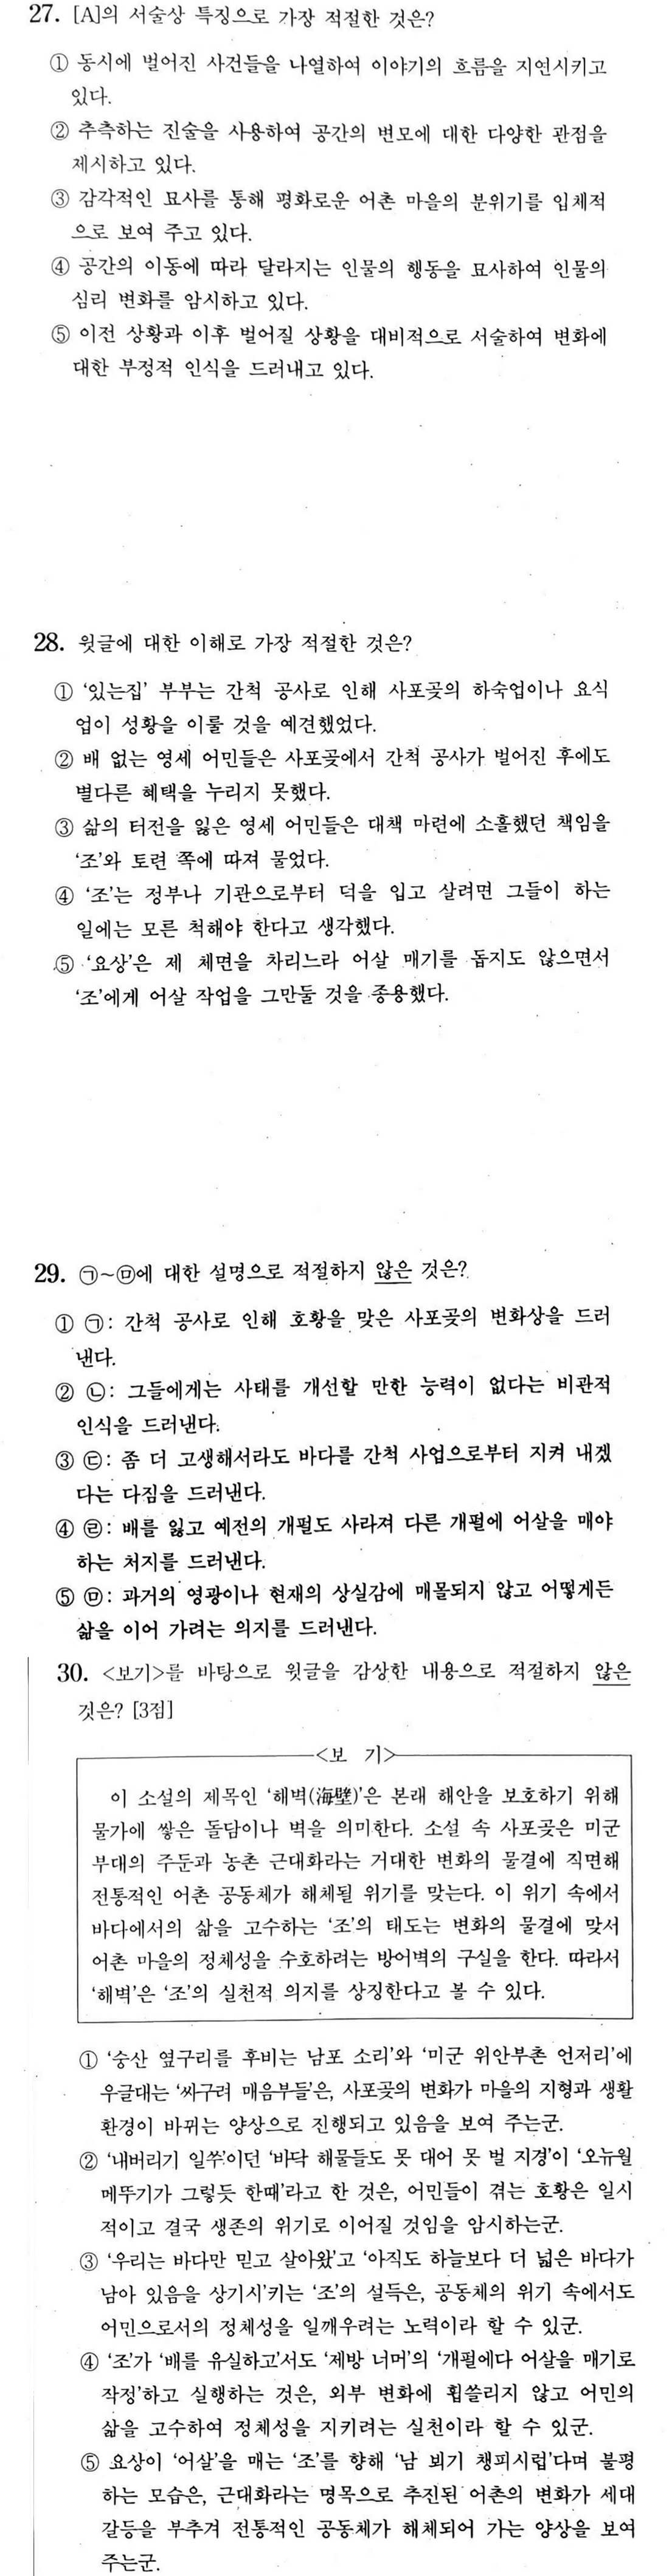 27. [A]의 서술상 특징으로 가장 적절한 것은?
① 동시에 벌어진 사건들을 나열하여 이야기의 흐름을 지연시키고
있다.
② 추측하는 진술을 사용하여 공간의 변모에 대한 다양한 관점을
제시하고 있다.
③ 감각적인 묘사를 통해 평화로운 어촌 마을의 분위기를 입체적
으로 보여 주고 있다.
④ 공간의 이동에 따라 달라지는 인물의 행동을 묘사하여 인물의
심리 변화를 암시하고 있다.
⑤ 이전 상황과 이후 벌어질 상황을 대비적으로 서술하여 변화에
대한 부정적 인식을 드러내고 있다.
28. 윗글에 대한 이해로 가장 적절한 것은?
① ‘있는집’ 부부는 간척 공사로 인해 사포곶의 하숙업이나 요식
업이 성황을 이룰 것을 예견했었다.
② 배 없는 영세 어민들은 사포곶에서 간척 공사가 벌어진 후에도
별다른 혜택을 누리지 못했다.
③ 삶의 터전을 잃은 영세 어민들은 대책 마련에 소홀했던 책임을
‘조’와 토련 쪽에 따져 물었다.
④ ‘조’는 정부나 기관으로부터 덕을 입고 살려면 그들이 하는
일에는 모른 척해야 한다고 생각했다.
⑤ ‘요상’은 제 체면을 차리느라 어살 매기를 돕지도 않으면서
‘조’에게 어살 작업을 그만둘 것을 종용했다.
29. ㉠~㉤에 대한 설명으로 적절하지 않은 것은?
① ㉠: 간척 공사로 인해 호황을 맞은 사포곶의 변화상을 드러
낸다.
② ㉡: 그들에게는 사태를 개선할 만한 능력이 없다는 비관적
인식을 드러낸다.
③ ㉢: 좀 더 고생해서라도 바다를 간척 사업으로부터 지켜 내겠
다는 다짐을 드러낸다.
④ ㉣: 배를 잃고 예전의 개펄도 사라져 다른 개펄에 어살을 매야
하는 처지를 드러낸다.
⑤ ㉤: 과거의 영광이나 현재의 상실감에 매몰되지 않고 어떻게든
삶을 이어 가려는 의지를 드러낸다.
30. <보기>를 바탕으로 윗글을 감상한 내용으로 적절하지 않은
것은? [3점]
<보 기>
이 소설의 제목인 ‘해벽(海壁)’은 본래 해안을 보호하기 위해
물가에 쌓은 돌담이나 벽을 의미한다. 소설 속 사포곶은 미군
부대의 주둔과 농촌 근대화라는 거대한 변화의 물결에 직면해
전통적인 어촌 공동체가 해체될 위기를 맞는다. 이 위기 속에서
바다에서의 삶을 고수하는 ‘조’의 태도는 변화의 물결에 맞서
어촌 마을의 정체성을 수호하려는 방어벽의 구실을 한다. 따라서
‘해벽’은 ‘조’의 실천적 의지를 상징한다고 볼 수 있다.
① ‘숭산 옆구리를 후비는 남포 소리’와 ‘미군 위안부촌 언저리’에
우글대는 ‘싸구려 매음부들’은, 사포곶의 변화가 마을의 지형과 생활
환경이 바뀌는 양상으로 진행되고 있음을 보여 주는군.
② ‘내버리기 일쑤’이던 ‘바닥 해물들도 못 대어 못 벌 지경’이 ‘오뉴월
메뚜기가 그렇듯 한때’라고 한 것은, 어민들이 겪는 호황은 일시
적이고 결국 생존의 위기로 이어질 것임을 암시하는군.
③ ‘우리는 바다만 믿고 살아왔’고 ‘아직도 하늘보다 더 넓은 바다가
남아 있음을 상기시’키는 ‘조’의 설득은, 공동체의 위기 속에서도
어민으로서의 정체성을 일깨우려는 노력이라 할 수 있군.
④ ‘조’가 ‘배를 유실하고’서도 ‘제방 너머’의 ‘개펄에다 어살을 매기로
작정’하고 실행하는 것은, 외부 변화에 휩쓸리지 않고 어민의
삶을 고수하여 정체성을 지키려는 실천이라 할 수 있군.
⑤ 요상이 ‘어살’을 매는 ‘조’를 향해 ‘남 뵈기 챙피시럽’다며 불평
하는 모습은, 근대화라는 명목으로 추진된 어촌의 변화가 세대
갈등을 부추겨 전통적인 공동체가 해체되어 가는 양상을 보여
주는군.